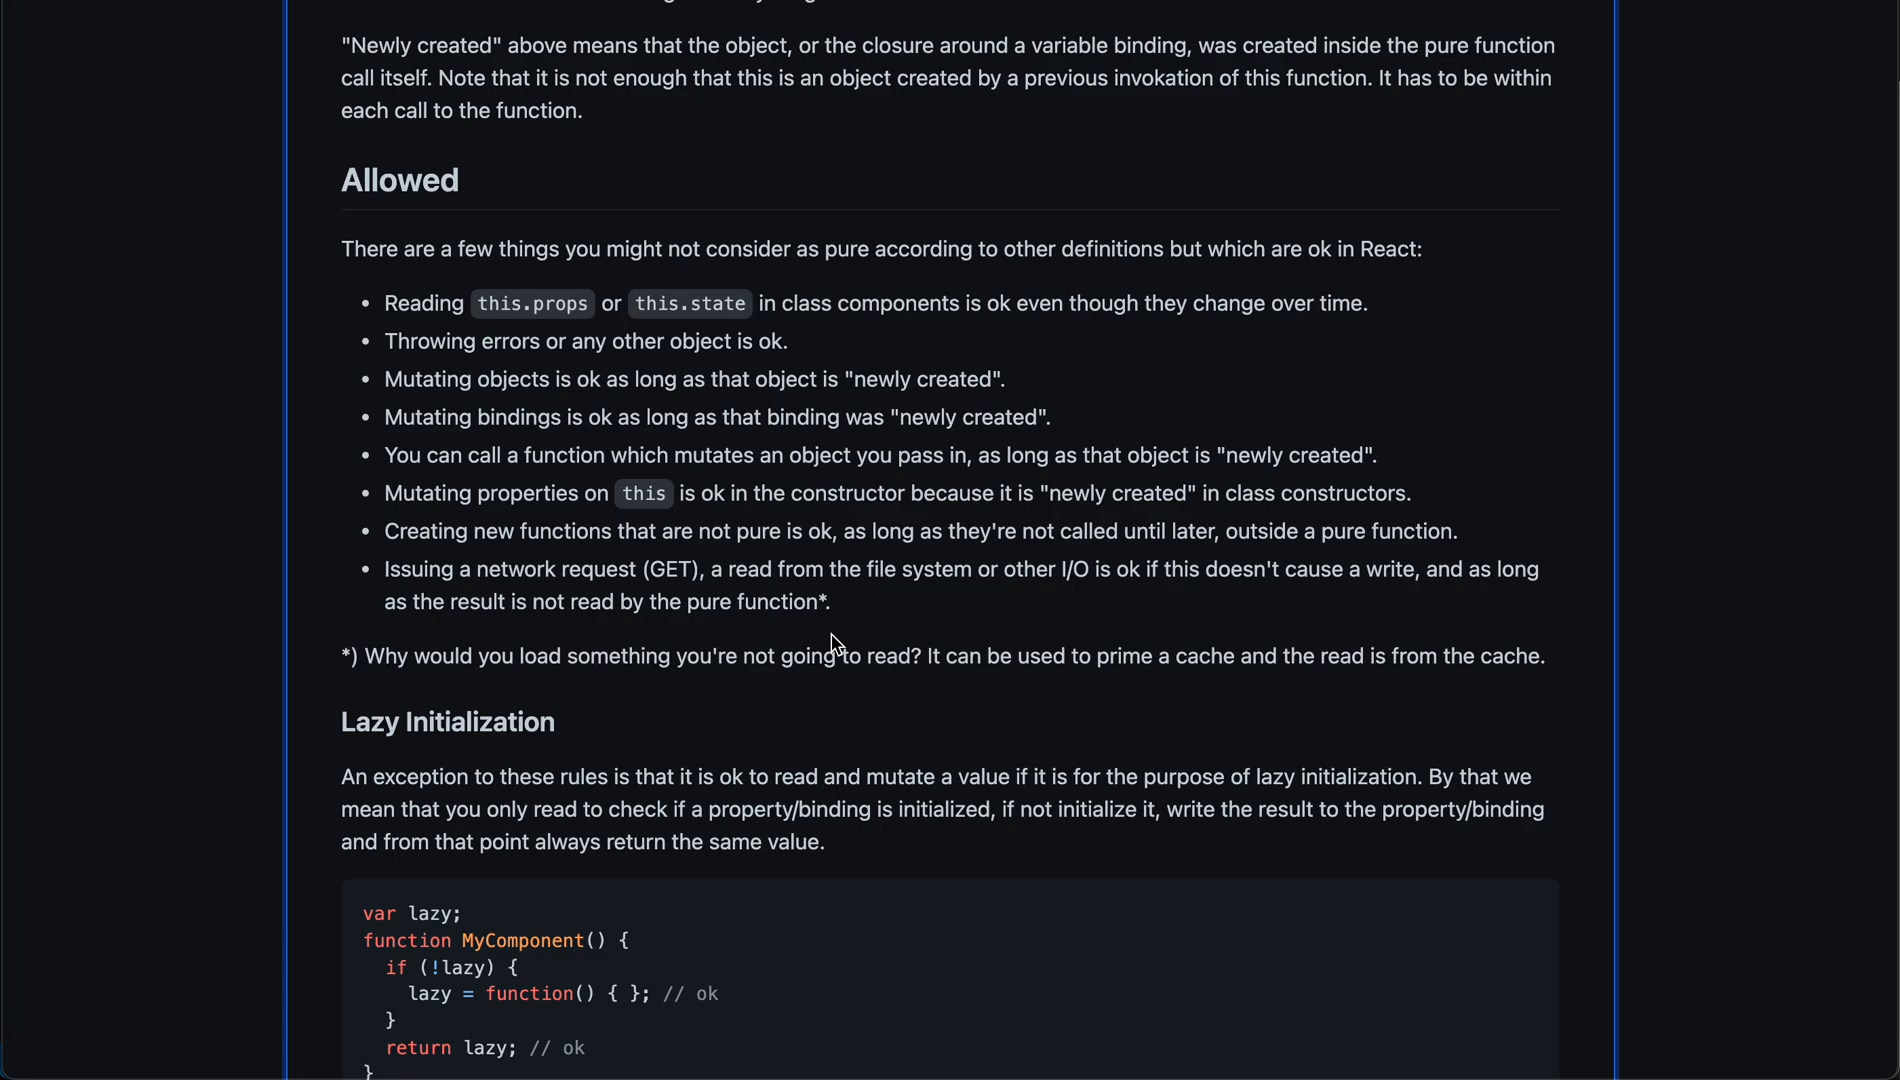 "Newly created" above means that the object, or the closure around a variable binding, was created inside the pure function
call itself. Note that it is not enough that this is an object created by a previous invokation of this function. It has to be within
each call to the function.
Allowed
There are a few things you might not consider as pure according to other definitions but which are ok in React:
• Reading this.props or this.state in class components is ok even though they change over time.
• Throwing errors or any other object is ok.
• Mutating objects is ok as long as that object is "newly created".
• Mutating bindings is ok as long as that binding was "newly created".
• You can call a function which mutates an object you pass in, as long as that object is "newly created".
• Mutating properties on this is ok in the constructor because it is "newly created" in class constructors.
• Creating new functions that are not pure is ok, as long as they're not called until later, outside a pure function.
• Issuing a network request (GET), a read from the file system or other I/O is ok if this doesn't cause a write, and as long
as the result is not read by the pure function*.
*) Why would you load something you're not going to read? It can be used to prime a cache and the read is from the cache.
Lazy Initialization
An exception to these rules is that it is ok to read and mutate a value if it is for the purpose of lazy initialization. By that we
mean that you only read to check if a property/binding is initialized, if not initialize it, write the result to the property/binding
and from that point always return the same value.
var lazy;
function MyComponent() {
  if (!lazy) {
    lazy = function() { }; // ok
  }
  return lazy; // ok
}